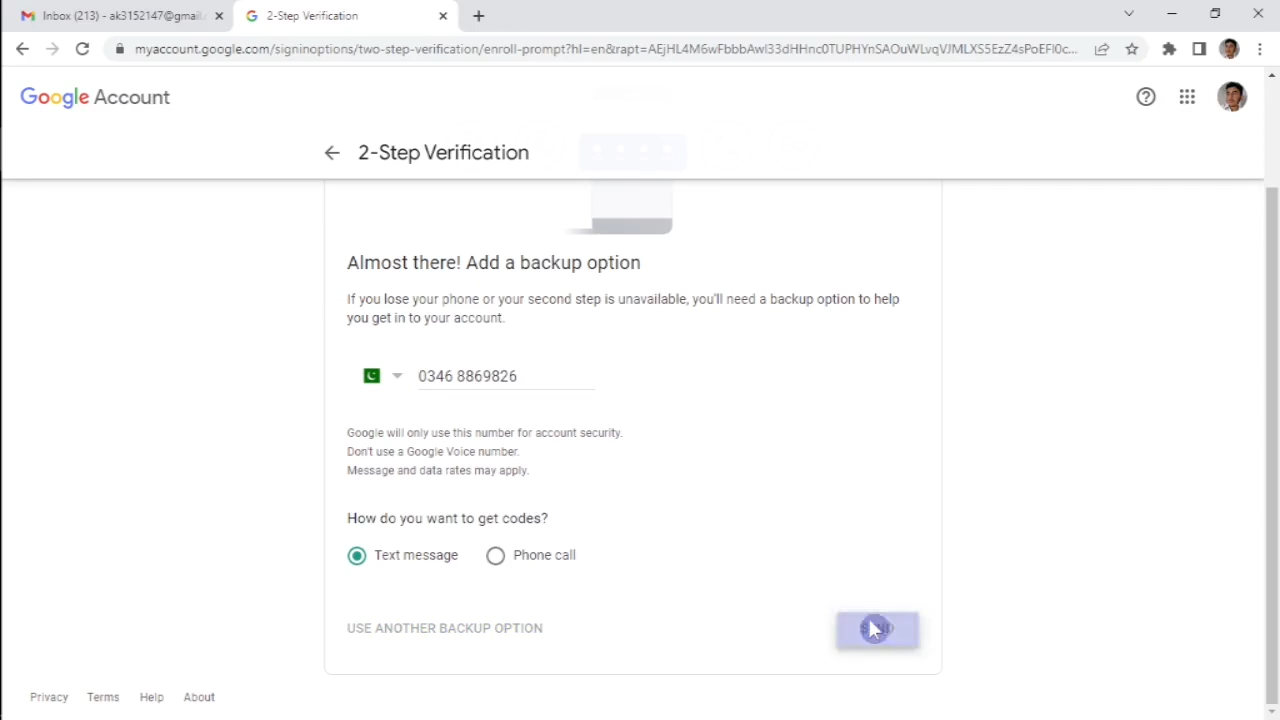 Inbox (213) - ak3152147@gmail.
2-Step Verification
myaccount.google.com/signinoptions/two-step-verification/enroll-prompt?hl=en&rapt=AEjHL4M6wFbbbAwI33dHHnc0TUPHYnSAOuWLvqVJMLXS5EzZ4sPoEFl0c...
Google Account
2-Step Verification
Almost there! Add a backup option
If you lose your phone or your second step is unavailable, you'll need a backup option to help
you get in to your account.
0346 8869826
Google will only use this number for account security.
Don't use a Google Voice number.
Message and data rates may apply.
How do you want to get codes?
Text message
Phone call
USE ANOTHER BACKUP OPTION
SEND
Privacy
Terms
Help
About